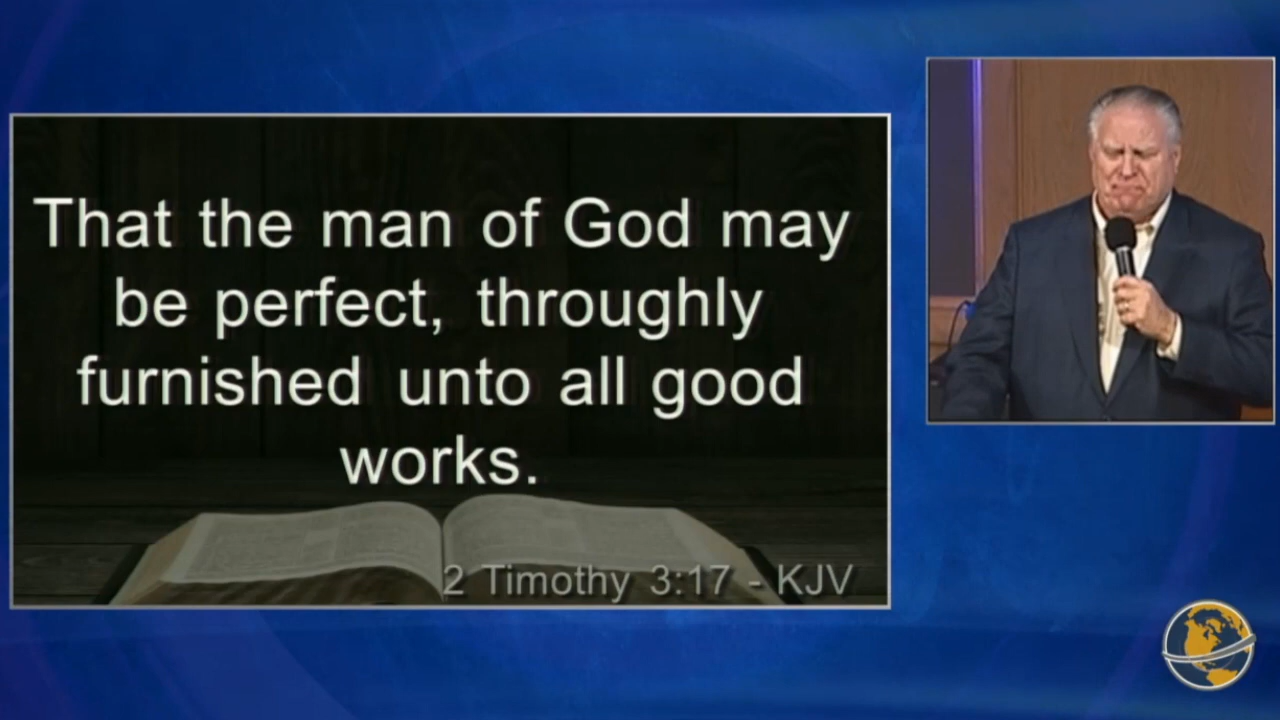 That the man of God may
be perfect, throughly
furnished unto all good
works.
2 Timothy 3:17 - KJV